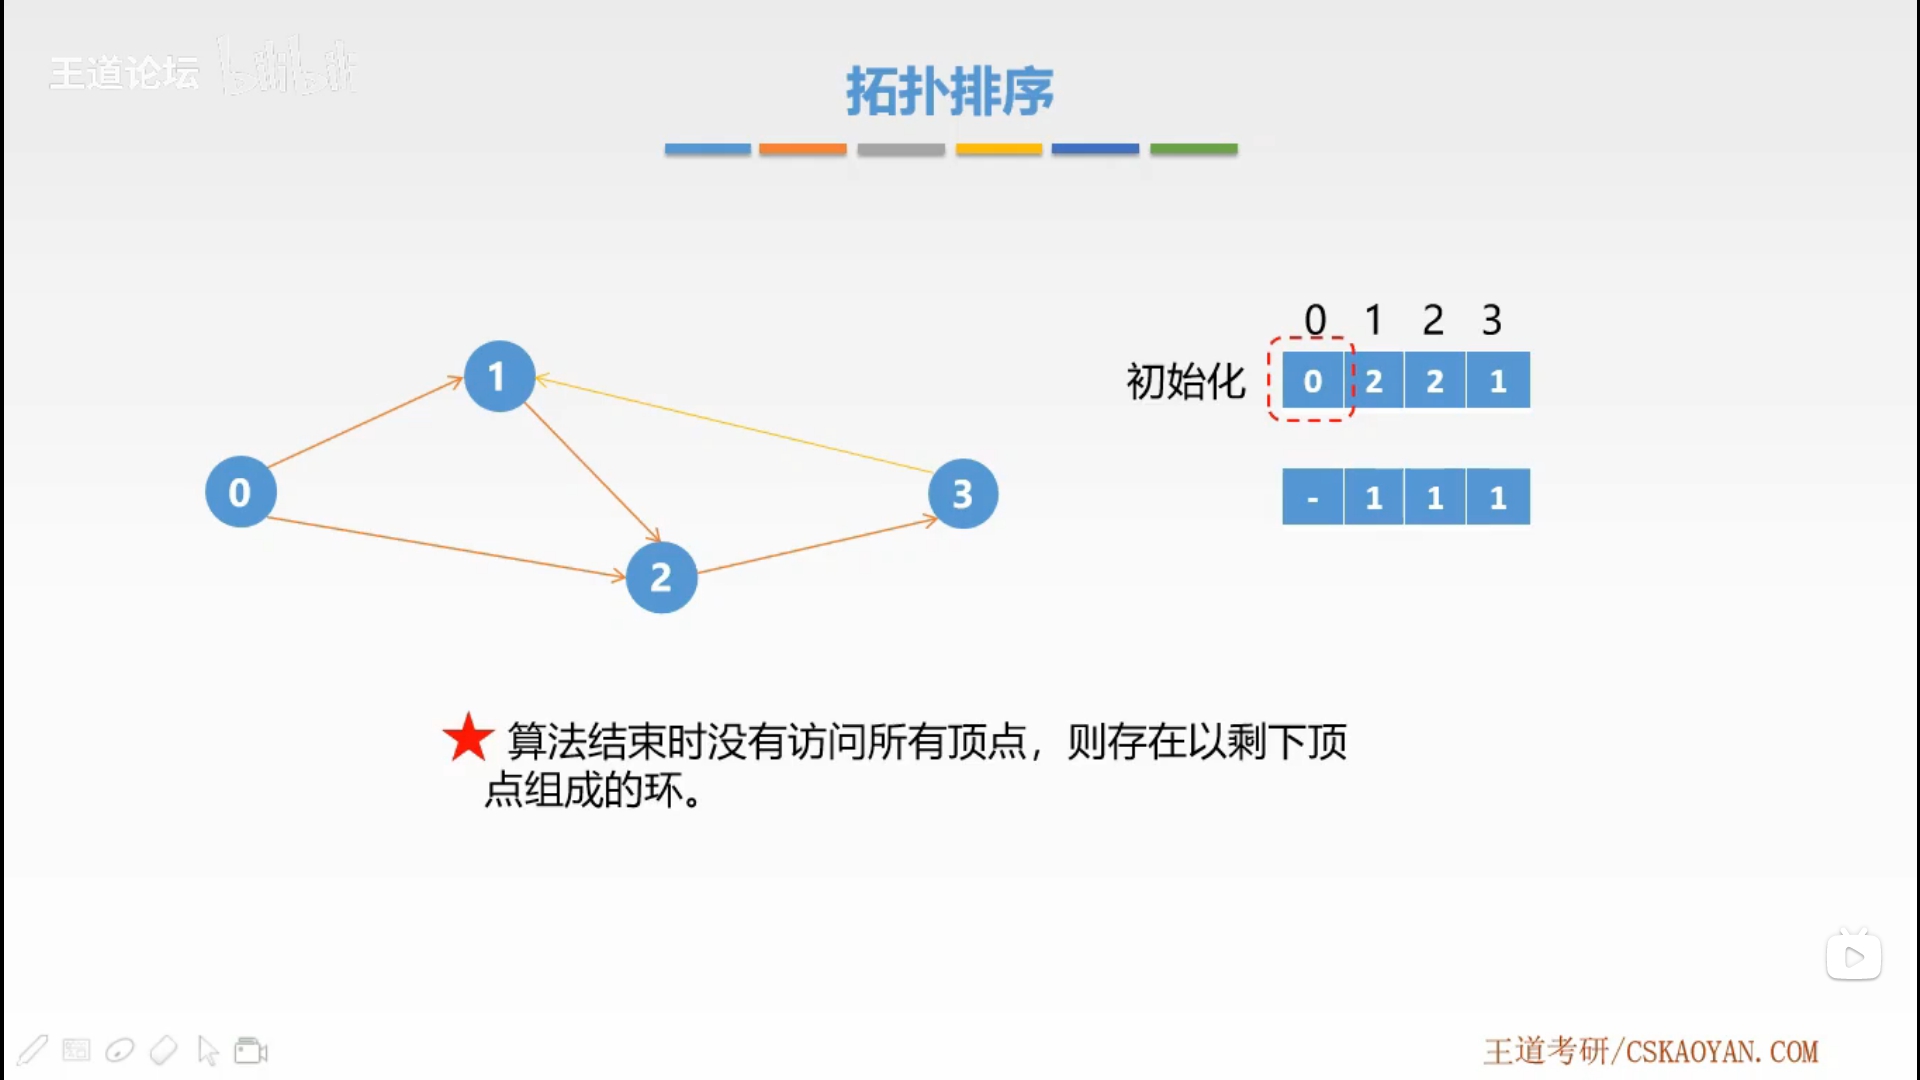 王道论坛 bilibili
拓扑排序
0 1 2 3
初始化 0 2 2 1
- 1 1 1
1
0
3
2
★ 算法结束时没有访问所有顶点，则存在以剩下顶
点组成的环。
王道考研/CSKAOYAN.COM